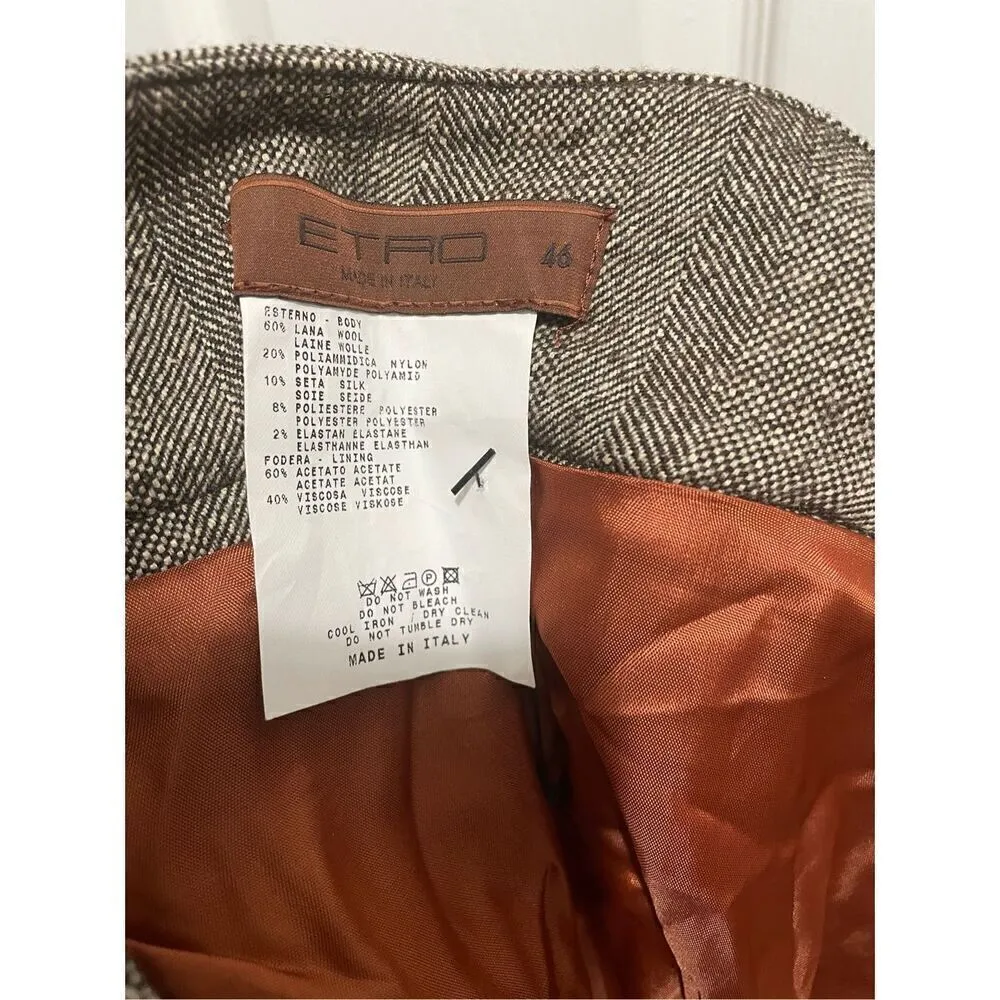 ETRO 46
MADE IN ITALY
ESTERNO - BODY
60% LANA WOOL
LAINE WOLLE
20% POLIAMMIDICA NYLON
POLYAMYDE POLYAMID
10% SETA SILK
SOIE SEIDE
8% POLIESTERE POLYESTER
POLYESTER POLYESTER
2% ELASTAN ELASTANE
ELASTHANNE ELASTHAN
FODERA - LINING
60% ACETATO ACETATE
ACETATE ACETAT
40% VISCOSA VISCOSE
VISCOSE VISKOSE
P
DO NOT WASH
DO NOT BLEACH
COOL IRON / DRY CLEAN
DO NOT TUMBLE DRY
MADE IN ITALY